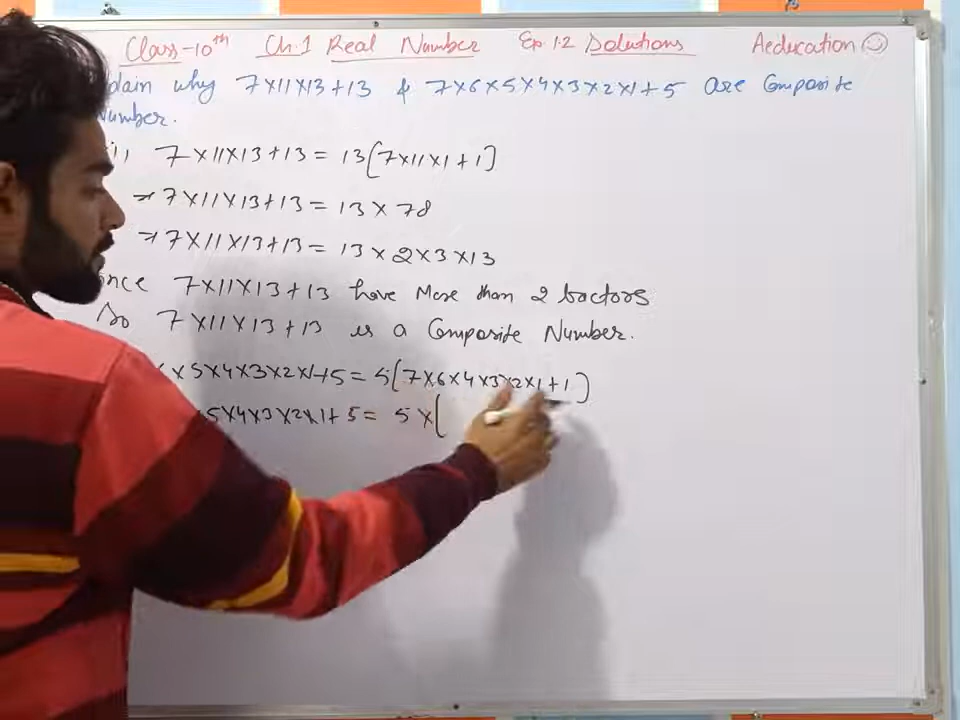 Class-10th Ch.1 Real Number Ex. 1.2 Solutions Aeducation
plain why 7×11×13+13 & 7×6×5×4×3×2×1+5 are Composite
Number.
7×11×13+13 = 13[7×11×1+1]
⇒ 7×11×13+13 = 13×78
⇒ 7×11×13+13 = 13×2×3×13
nce 7×11×13+13 have More than 2 factors
So 7×11×13+13 is a Composite Number.
×5×4×3×2×1+5 = 5[7×6×4×3×2×1+1]
5×4×3×2×1+5 = 5×[